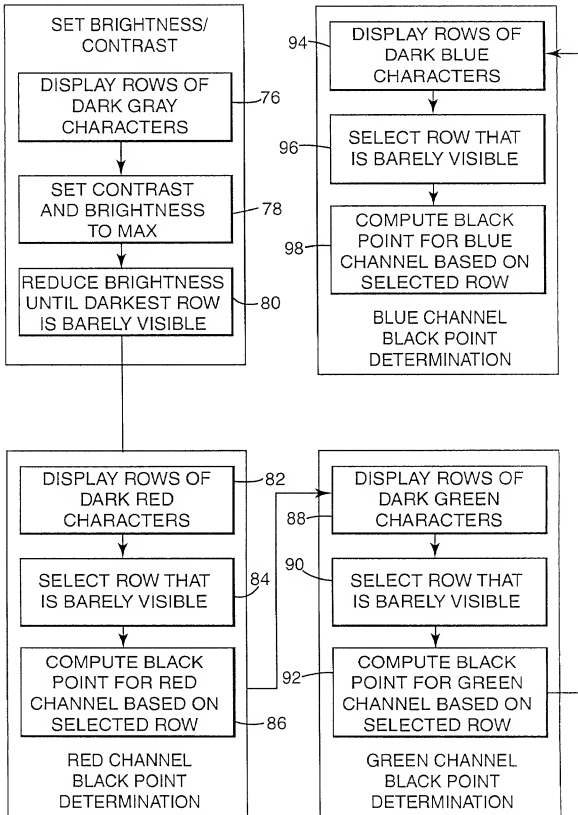 SET BRIGHTNESS/
CONTRAST
DISPLAY ROWS OF
DARK GRAY
CHARACTERS
76
SET CONTRAST
AND BRIGHTNESS
TO MAX
78
REDUCE BRIGHTNESS
UNTIL DARKEST ROW
IS BARELY VISIBLE
80
DISPLAY ROWS OF
DARK RED
CHARACTERS
82
SELECT ROW THAT
IS BARELY VISIBLE
84
COMPUTE BLACK
POINT FOR RED
CHANNEL BASED ON
SELECTED ROW
86
RED CHANNEL
BLACK POINT
DETERMINATION
DISPLAY ROWS OF
DARK GREEN
CHARACTERS
88
90
SELECT ROW THAT
IS BARELY VISIBLE
92
COMPUTE BLACK
POINT FOR GREEN
CHANNEL BASED ON
SELECTED ROW
GREEN CHANNEL
BLACK POINT
DETERMINATION
94
DISPLAY ROWS OF
DARK BLUE
CHARACTERS
96
SELECT ROW THAT
IS BARELY VISIBLE
98
COMPUTE BLACK
POINT FOR BLUE
CHANNEL BASED ON
SELECTED ROW
BLUE CHANNEL
BLACK POINT
DETERMINATION